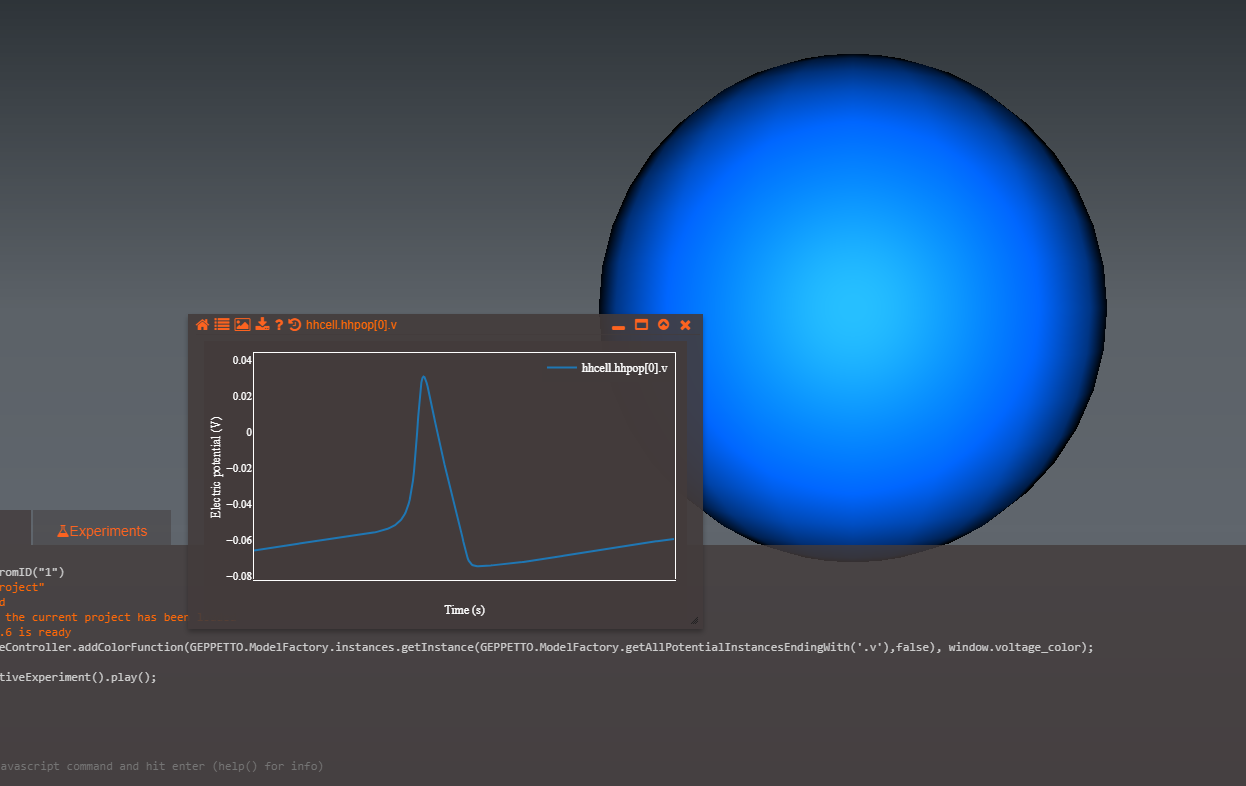 ? hhcell.hhpop[0].v
hhcell.hhpop[0].v
0.04
0.02
0
−0.02
−0.04
−0.06
−0.08
Electric potential (V)
Time (s)
Experiments
romID("1")
roject"
d
the current project has been
.6 is ready
eController.addColorFunction(GEPPETTO.ModelFactory.instances.getInstance(GEPPETTO.ModelFactory.getAllPotentialInstancesEndingWith('.v'),false), window.voltage_color);
tiveExperiment().play();
avascript command and hit enter (help() for info)